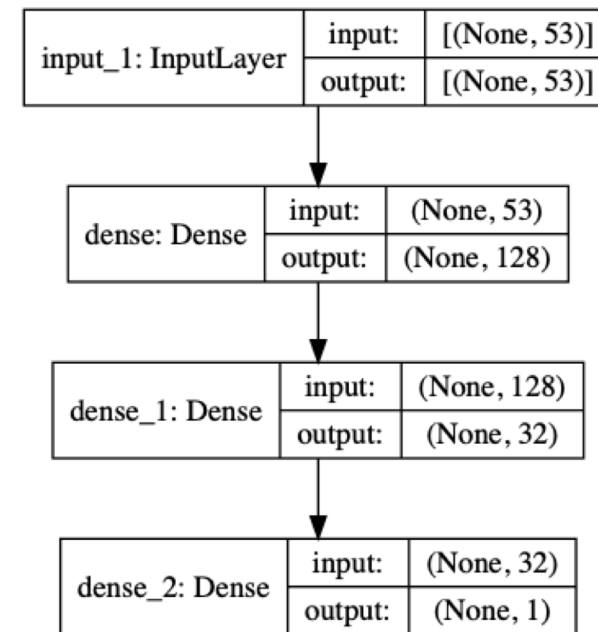 input_1: InputLayer
input: [(None, 53)]
output: [(None, 53)]
dense: Dense
input: (None, 53)
output: (None, 128)
dense_1: Dense
input: (None, 128)
output: (None, 32)
dense_2: Dense
input: (None, 32)
output: (None, 1)